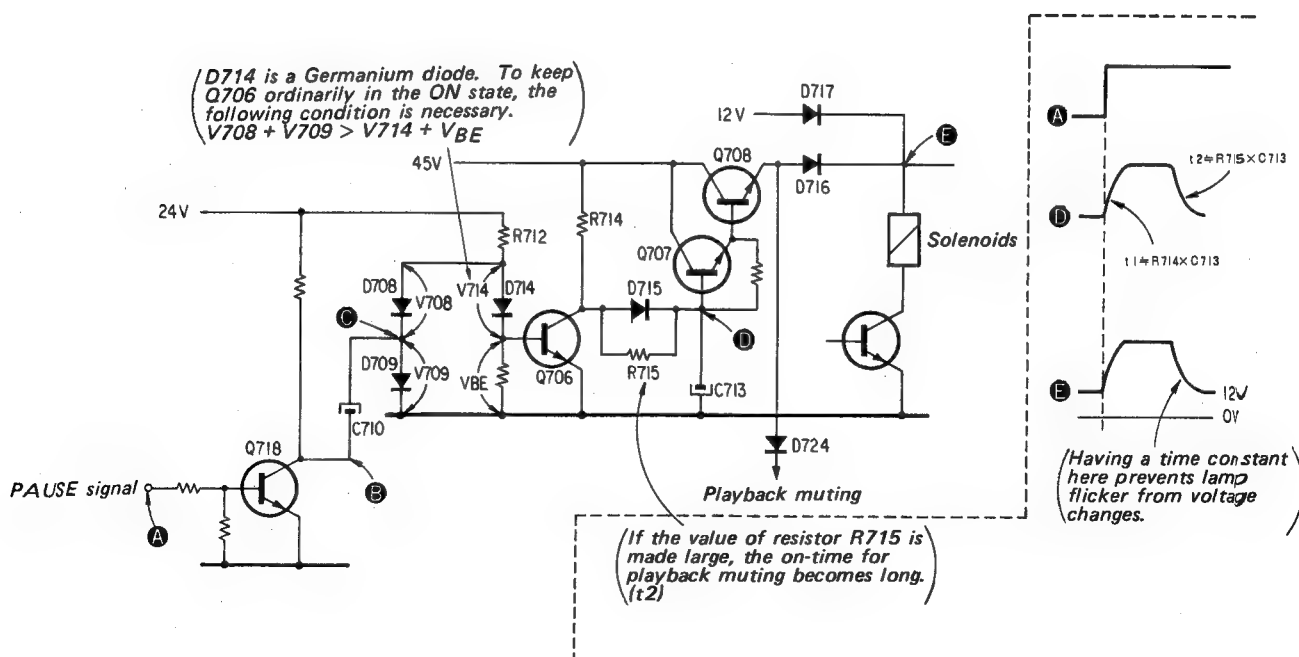 (D714 is a Germanium diode. To keep
Q706 ordinarily in the ON state, the
following condition is necessary.
V708 + V709 > V714 + VBE)
12V
D717
E
45V
Q708
D716
24V
R712
R714
Q707
Solenoids
D708
V708
V714
D714
D715
C
D
D709
V709
VBE
Q706
R715
C713
C710
Q718
B
D724
PAUSE signal
A
Playback muting
(If the value of resistor R715 is
made large, the on-time for
playback muting becomes long.
(t2))
A
t2≒R715×C713
D
t1≒R714×C713
E
12V
0V
(Having a time constant
here prevents lamp
flicker from voltage
changes.)